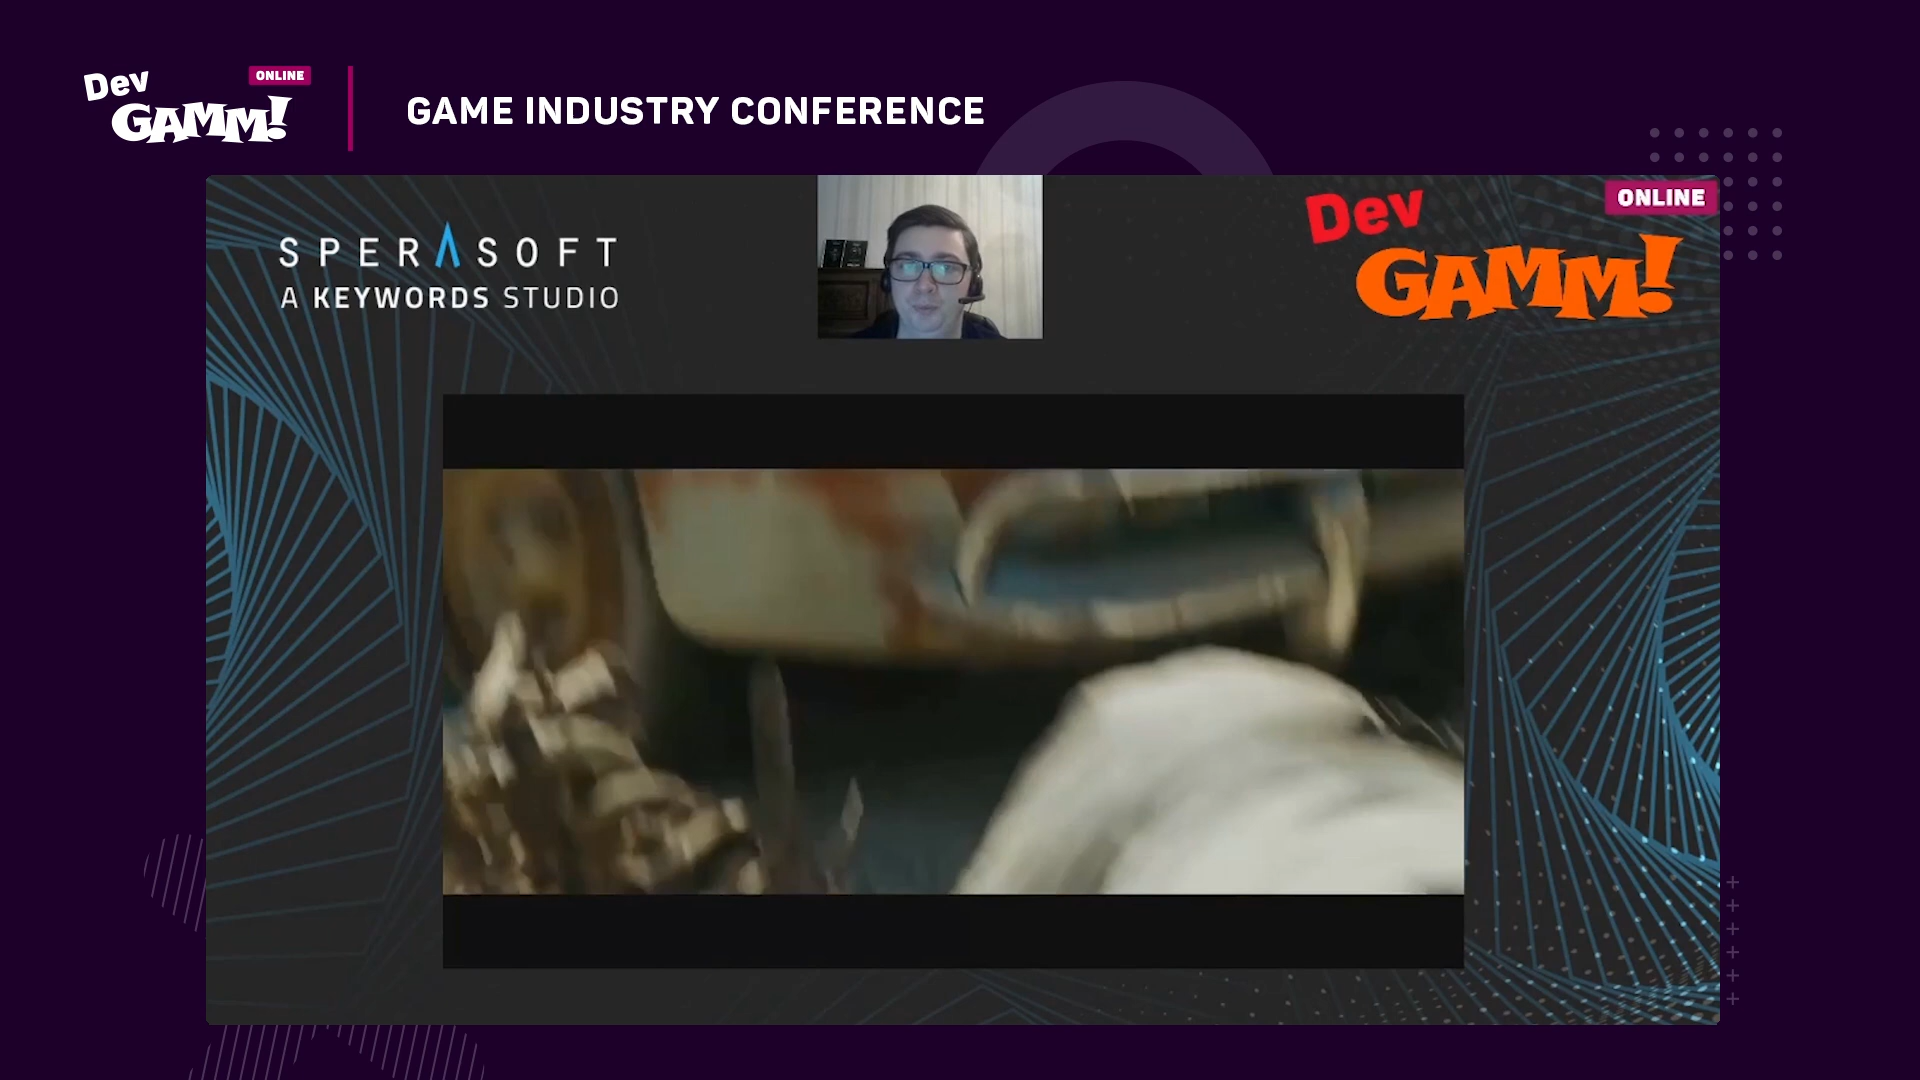 Dev
GAMM!
ONLINE
GAME INDUSTRY CONFERENCE
SPERASOFT
A KEYWORDS STUDIO
Dev
GAMM!
ONLINE